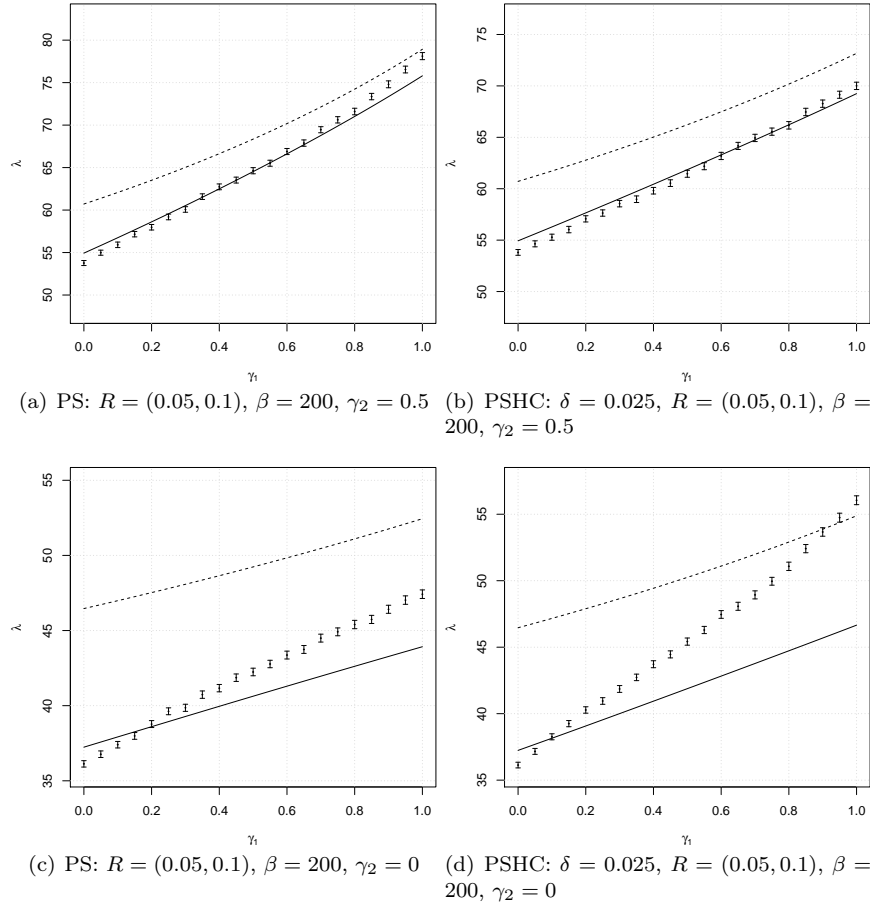 80
75
70
65
60
55
50
λ
0.0 0.2 0.4 0.6 0.8 1.0
γ₁
(a) PS: R = (0.05, 0.1), β = 200, γ₂ = 0.5
75
70
65
60
55
50
λ
0.0 0.2 0.4 0.6 0.8 1.0
γ₁
(b) PSHC: δ = 0.025, R = (0.05, 0.1), β =
200, γ₂ = 0.5
55
50
45
40
35
λ
0.0 0.2 0.4 0.6 0.8 1.0
γ₁
(c) PS: R = (0.05, 0.1), β = 200, γ₂ = 0
55
50
45
40
35
λ
0.0 0.2 0.4 0.6 0.8 1.0
γ₁
(d) PSHC: δ = 0.025, R = (0.05, 0.1), β =
200, γ₂ = 0